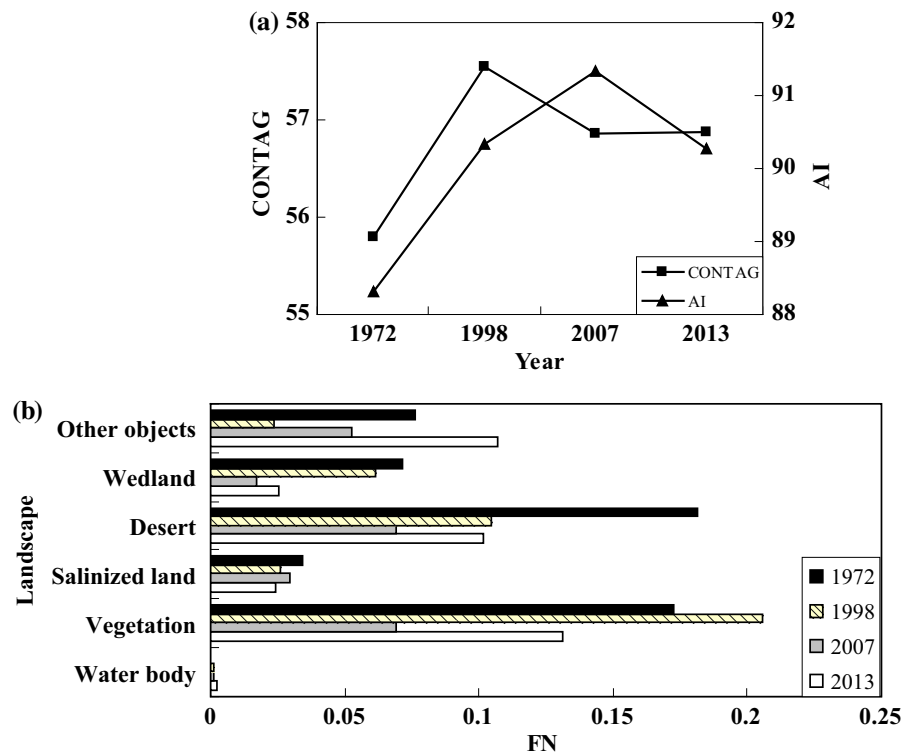 (a)
58
57
56
55
CONTAG
92
91
90
89
88
AI
CONTAG
AI
1972 1998 2007 2013
Year
(b)
Landscape
Other objects
Wedland
Desert
Salinized land
Vegetation
Water body
1972
1998
2007
2013
0 0.05 0.1 0.15 0.2 0.25
FN